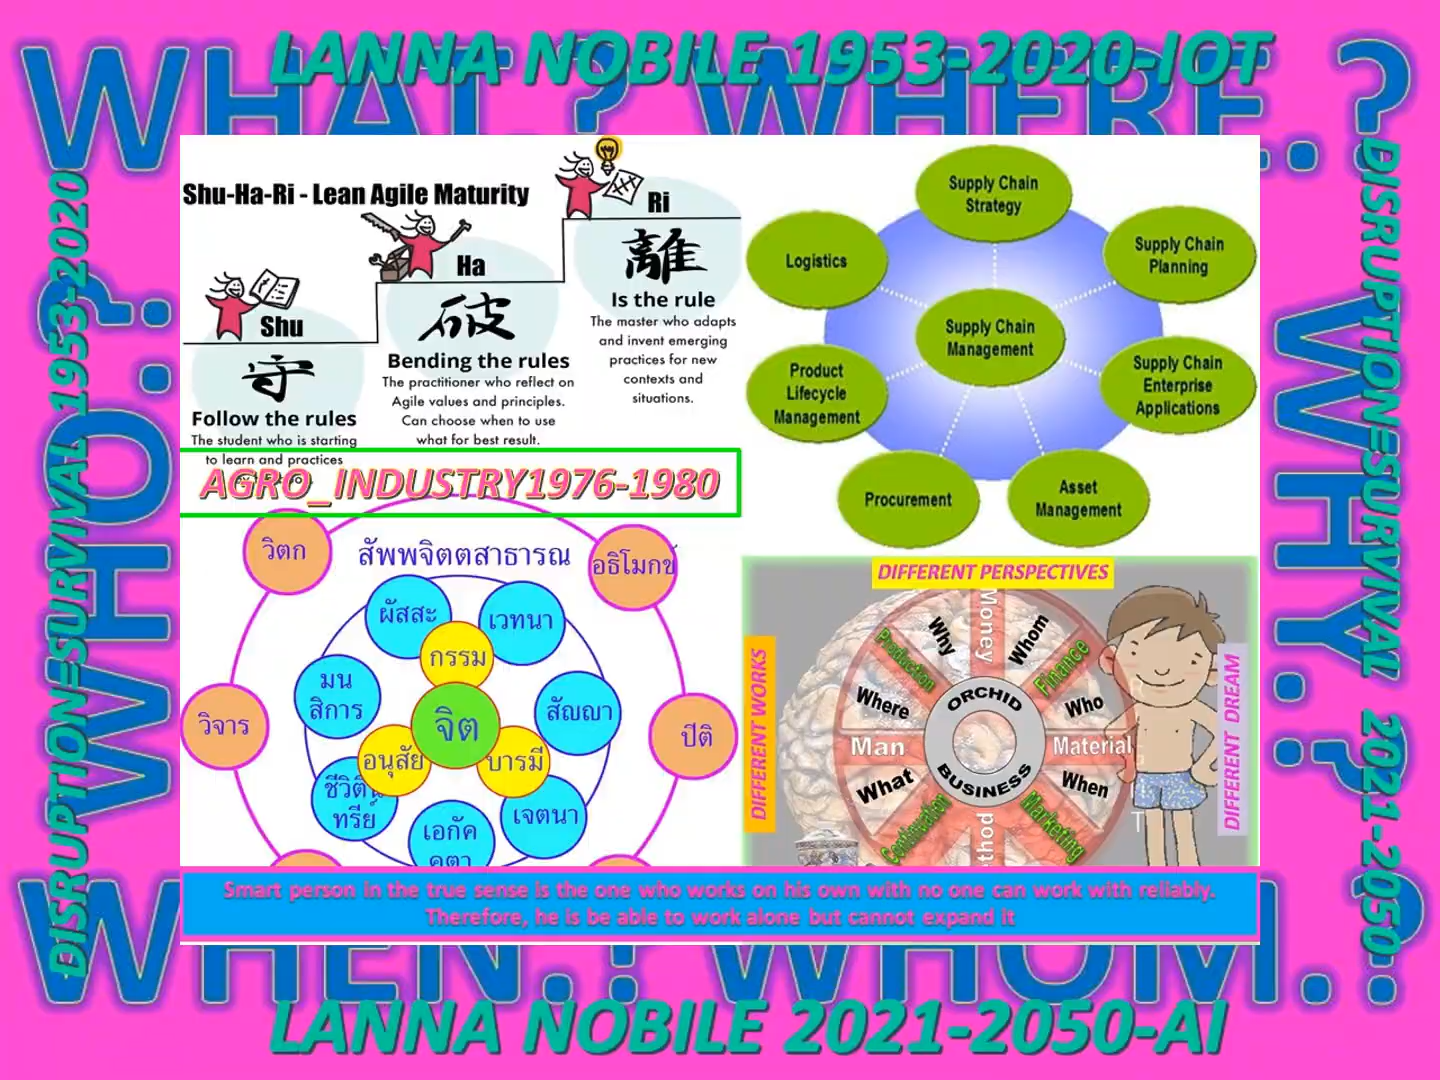 LANNA NOBILE 1953-2020-IOT
WHAT..? WHERE..?
WHO..?
WHY..?
WHEN..? WHOM..?
DISRUPTION=SURVIVAL 1953-2020
DISRUPTION=SURVIVAL 2021-2050
Shu-Ha-Ri - Lean Agile Maturity
Shu
守
Follow the rules
The student who is starting
to learn and practices
Ha
破
Bending the rules
The practitioner who reflect on
Agile values and principles.
Can choose when to use
what for best result.
Ri
離
Is the rule
The master who adapts
and invent emerging
practices for new
contexts and
situations.
Supply Chain
Strategy
Supply Chain
Planning
Supply Chain
Enterprise
Applications
Asset
Management
Procurement
Product
Lifecycle
Management
Logistics
Supply Chain
Management
AGRO_INDUSTRY1976-1980
สัพพจิตตสาธารณ
วิตก
อธิโมกข์
วิจาร
ปีติ
ผัสสะ
เวทนา
มน
สิการ
สัญญา
เจตนา
เอกัค
คตา
กรรม
จิต
อนุสัย
บารมี
ทรีย์
DIFFERENT PERSPECTIVES
DIFFERENT WORKS
DIFFERENT DREAM
Money
Whom
Finance
Who
Material
When
Marketing
What
Man
Where
Production
Why
ORCHID
BUSINESS
T
Smart person in the true sense is the one who works on his own with no one can work with reliably.
Therefore, he is be able to work alone but cannot expand it
LANNA NOBILE 2021-2050-AI